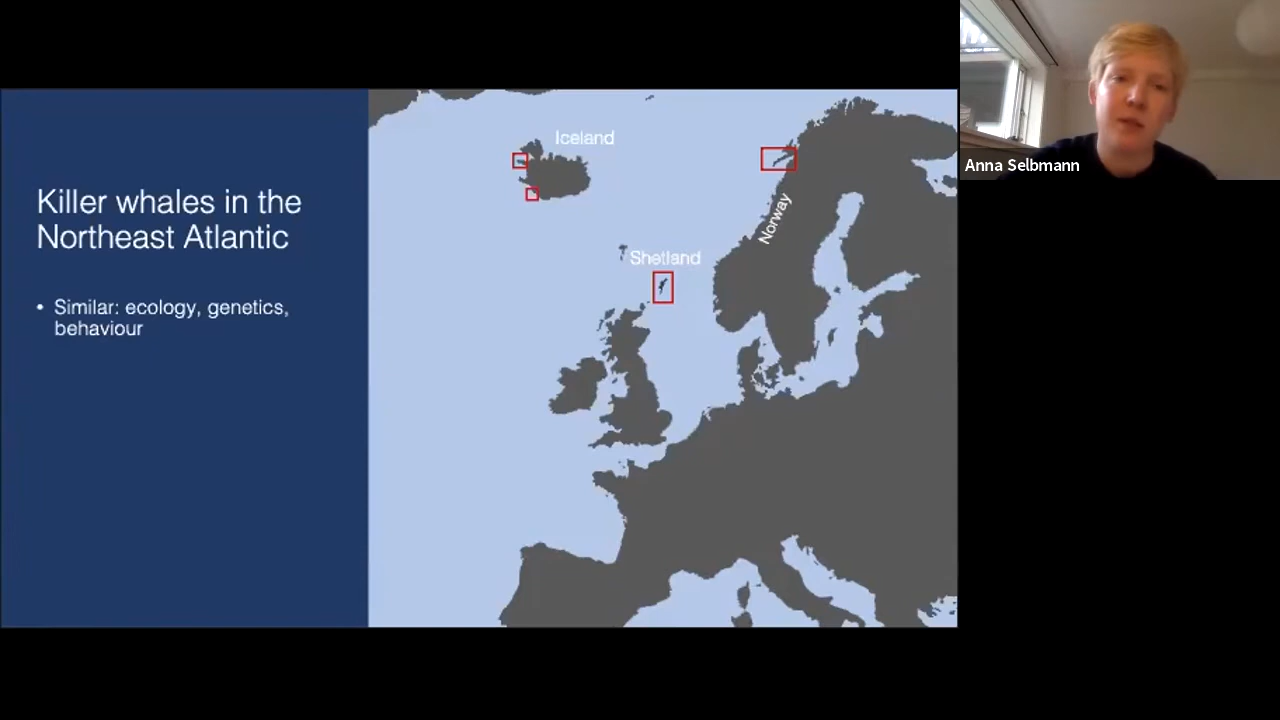 Killer whales in the
Northeast Atlantic
• Similar: ecology, genetics,
behaviour
Iceland
Norway
Shetland
Anna Selbmann